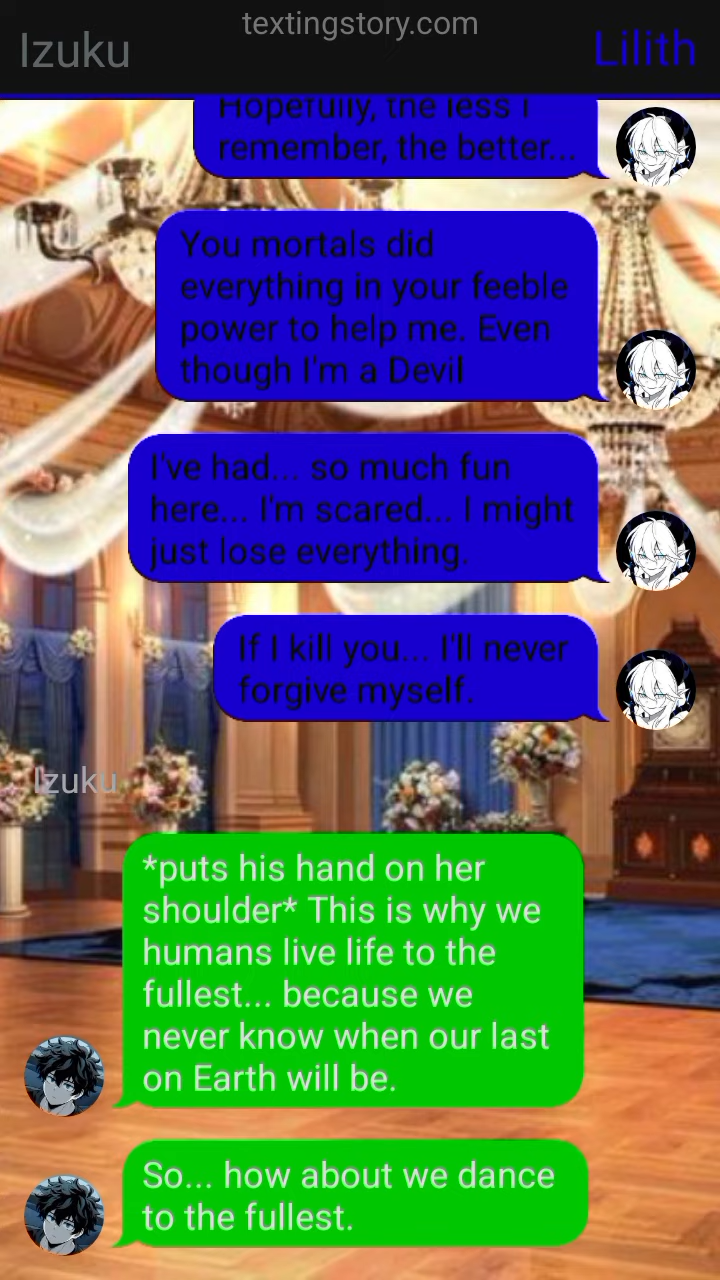 textingstory.com
Izuku
Lilith
Hopefully, the less I
remember, the better...
You mortals did
everything in your feeble
power to help me. Even
though I'm a Devil
I've had... so much fun
here... I'm scared... I might
just lose everything.
If I kill you... I'll never
forgive myself.
Izuku
*puts his hand on her
shoulder* This is why we
humans live life to the
fullest... because we
never know when our last
on Earth will be.
So... how about we dance
to the fullest.